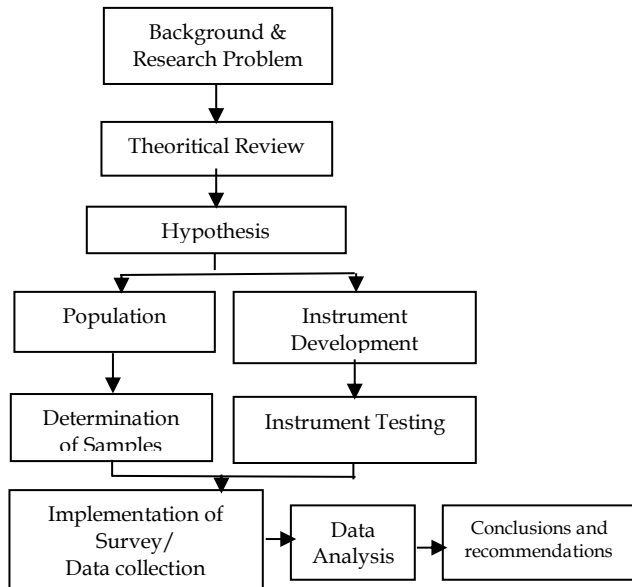 Background &
Research Problem
Theoritical Review
Hypothesis
Population
Instrument
Development
Determination
of Samples
Instrument Testing
Implementation of
Survey/
Data collection
Data
Analysis
Conclusions and
recommendations